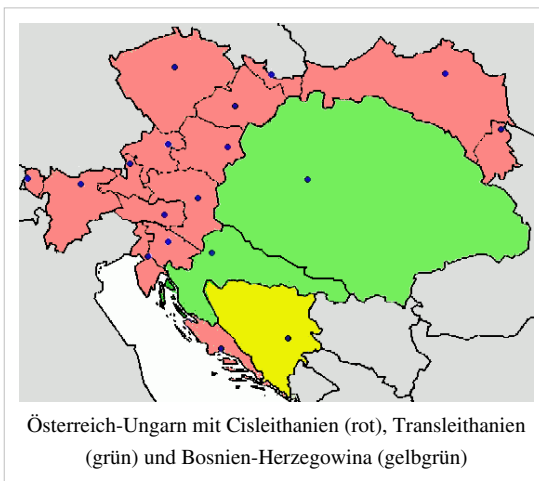 Österreich-Ungarn mit Cisleithanien (rot), Transleithanien
(grün) und Bosnien-Herzegowina (gelbgrün)